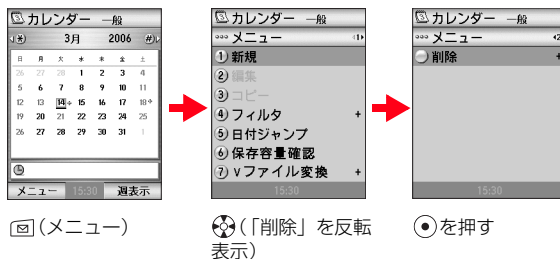 カレンダー 一般
3月 2006
日 月 火 水 木 金 土
26 27 28 1 2 3 4
5 6 7 8 9 10 11
12 13 14 15 16 17 18
19 20 21 22 23 24 25
26 27 28 29 30 31 1
メニュー 15:30 週表示
(メニュー)
カレンダー 一般
メニュー 1
1 新規
2 編集
3 コピー
4 フィルタ +
5 日付ジャンプ
6 保存容量確認
7 Vファイル変換 +
15:30
(「削除」を反転
表示)
カレンダー 一般
メニュー 2
削除 +
15:30
を押す